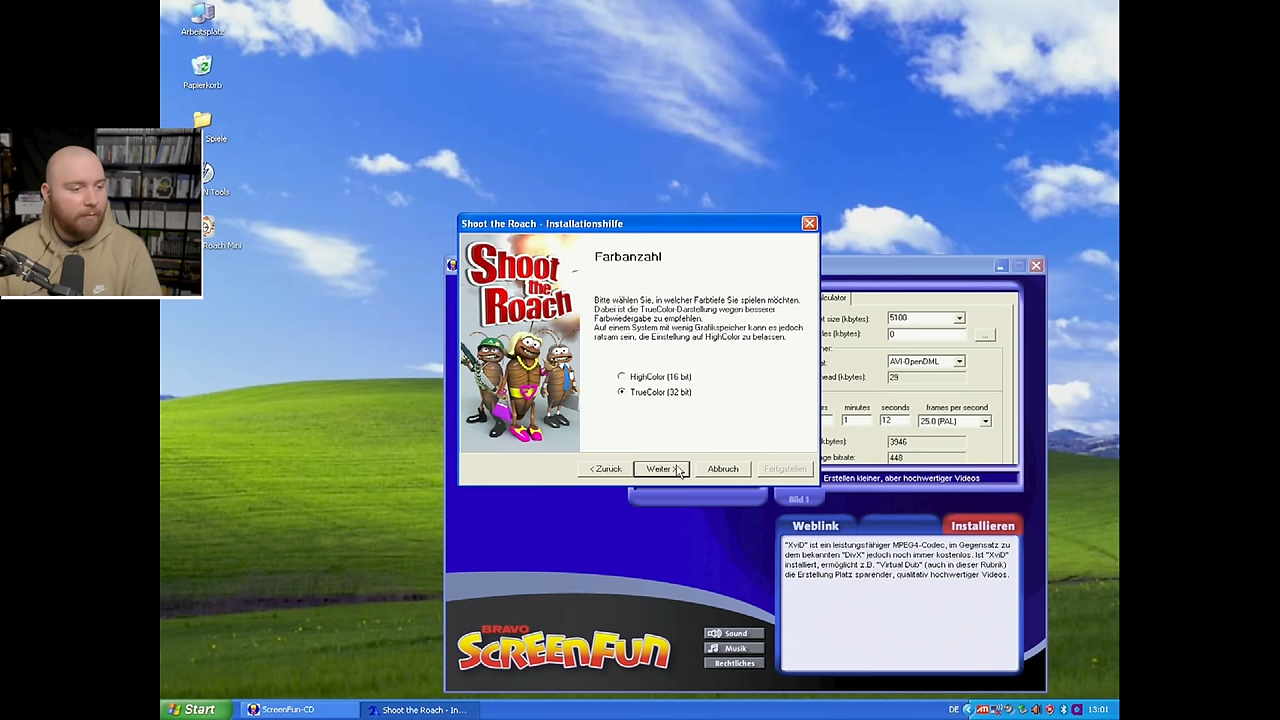 Arbeitsplatz
Papierkorb
Spiele
N Tools
Roach Mini
Shoot the Roach - Installationshilfe
Shoot
the
Roach
Farbanzahl
Bitte wählen Sie, in welcher Farbtiefe Sie spielen möchten.
Dabei ist die TrueColor-Darstellung wegen besserer
Farbwiedergabe zu empfehlen.
Auf einem System mit wenig Grafikspeicher kann es jedoch
ratsam sein, die Einstellung auf HighColor zu belassen.
HighColor (16 bit)
TrueColor (32 bit)
< Zurück
Weiter >
Abbruch
Fertigstellen
5100
0
...
AVI-OpenDML
29
minutes
seconds
frames per second
1
12
25.0 (PAL)
3946
448
Erstellen kleiner, aber hochwertiger Videos
Bild 1
Weblink
Installieren
"XviD" ist ein leistungsfähiger MPEG4-Codec, im Gegensatz zu
dem bekannten "DivX" jedoch noch immer kostenlos. Ist "XviD"
installiert, ermöglicht z.B. "Virtual Dub" (auch in dieser Rubrik)
die Erstellung Platz sparender, qualitativ hochwertiger Videos.
BRAVO
SCREENFUN
Sound
Musik
Rechtliches
Start
ScreenFun-CD
Shoot the Roach - In...
DE
13:01